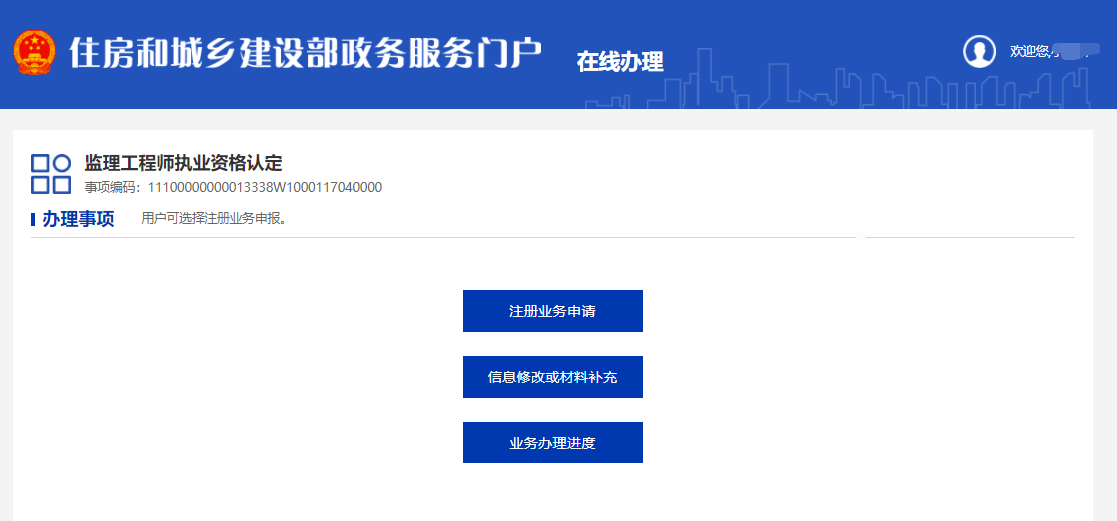 住房和城乡建设部政务服务门户
在线办理
欢迎您,
监理工程师执业资格认定
事项编码：11100000000013338W1000117040000
办理事项
用户可选择注册业务申报。
注册业务申请
信息修改或材料补充
业务办理进度